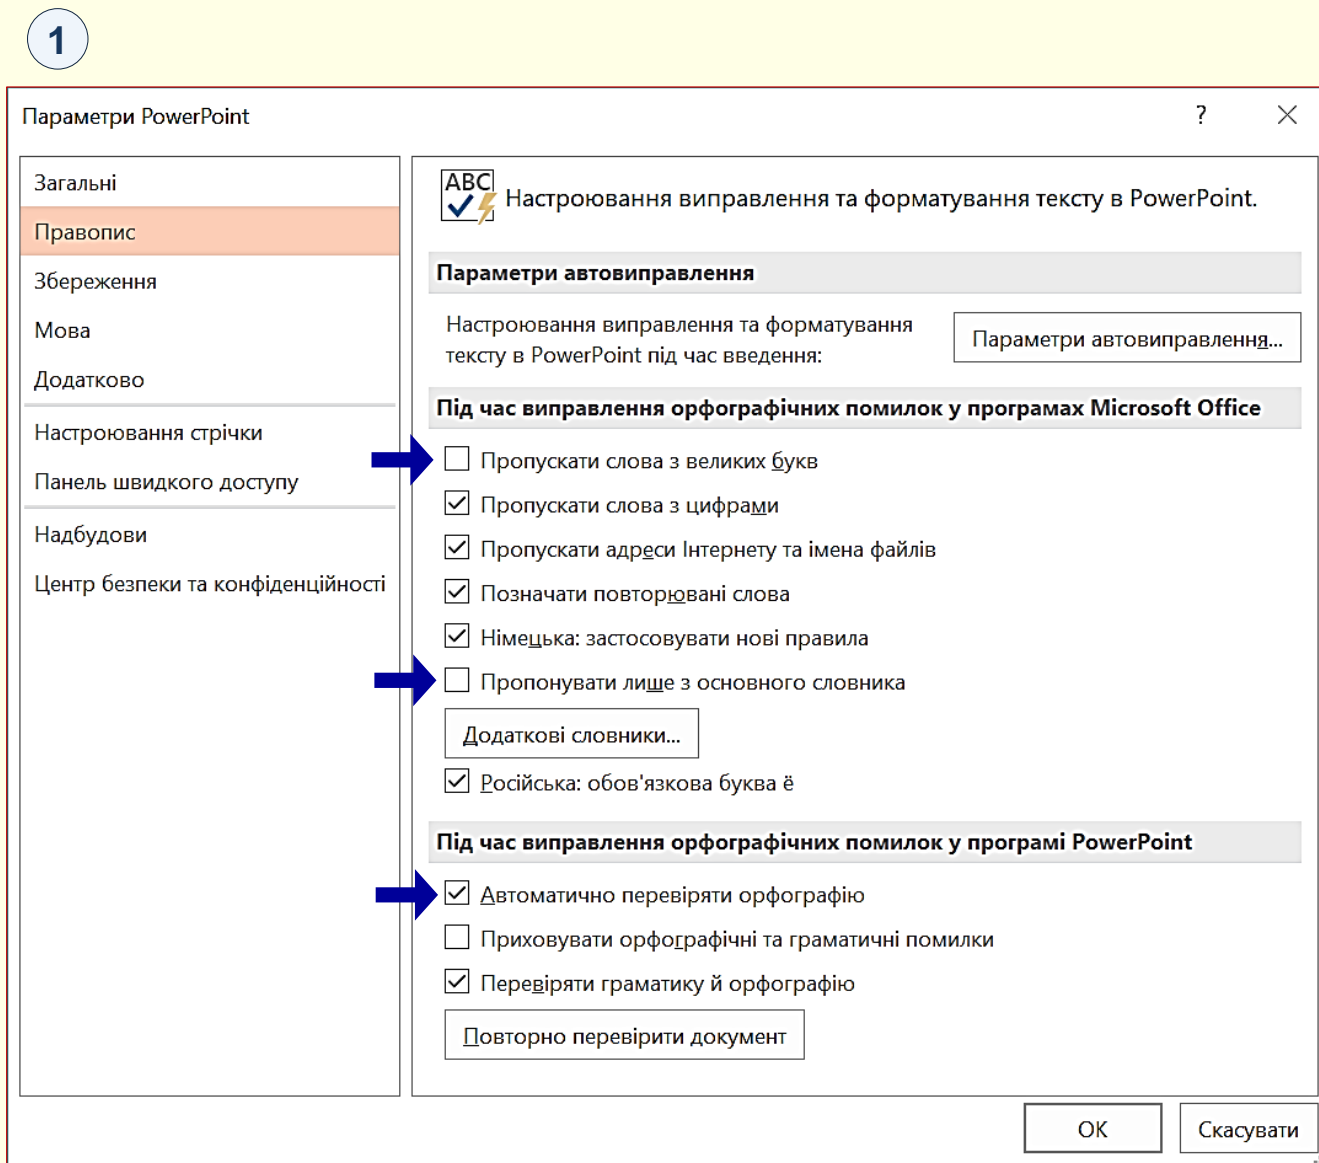 1
Параметри PowerPoint
?
Загальні
Правопис
Збереження
Мова
Додатково
Настроювання стрічки
Панель швидкого доступу
Надбудови
Центр безпеки та конфіденційності
ABC
Настроювання виправлення та форматування тексту в PowerPoint.
Параметри автовиправлення
Настроювання виправлення та форматування
тексту в PowerPoint під час введення:
Параметри автовиправлення...
Під час виправлення орфографічних помилок у програмах Microsoft Office
Пропускати слова з великих букв
Пропускати слова з цифрами
Пропускати адреси Інтернету та імена файлів
Позначати повторювані слова
Німецька: застосовувати нові правила
Пропонувати лише з основного словника
Додаткові словники...
Російська: обов'язкова буква ё
Під час виправлення орфографічних помилок у програмі PowerPoint
Автоматично перевіряти орфографію
Приховувати орфографічні та граматичні помилки
Перевіряти граматику й орфографію
Повторно перевірити документ
ОК
Скасувати